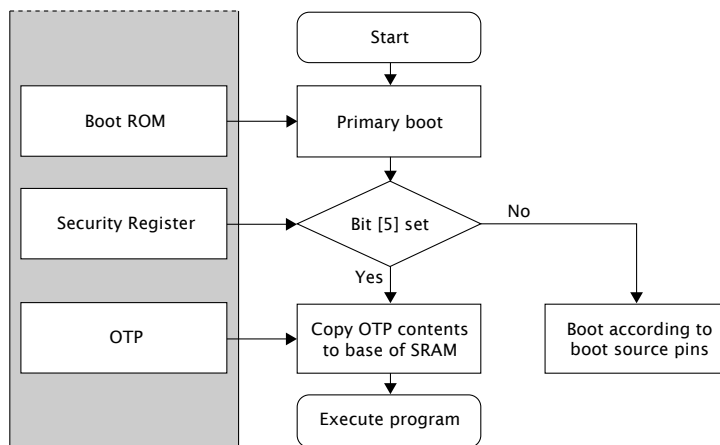 Start
Boot ROM
Primary boot
Security Register
Bit [5] set
No
Yes
OTP
Copy OTP contents
to base of SRAM
Boot according to
boot source pins
Execute program